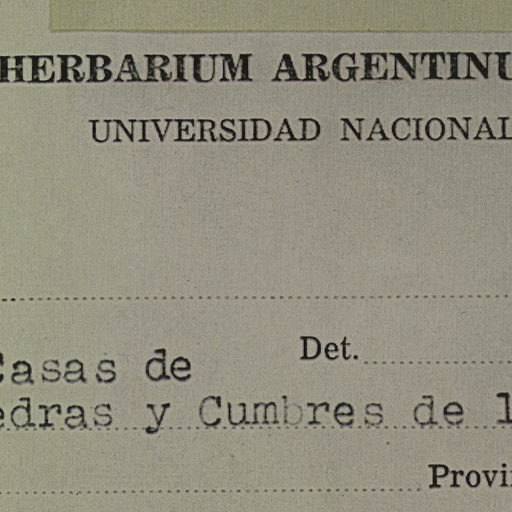 HERBARIUM ARGENTINU
UNIVERSIDAD NACIONAL
Det.
Casas de
edras y Cumbres de l
Provi